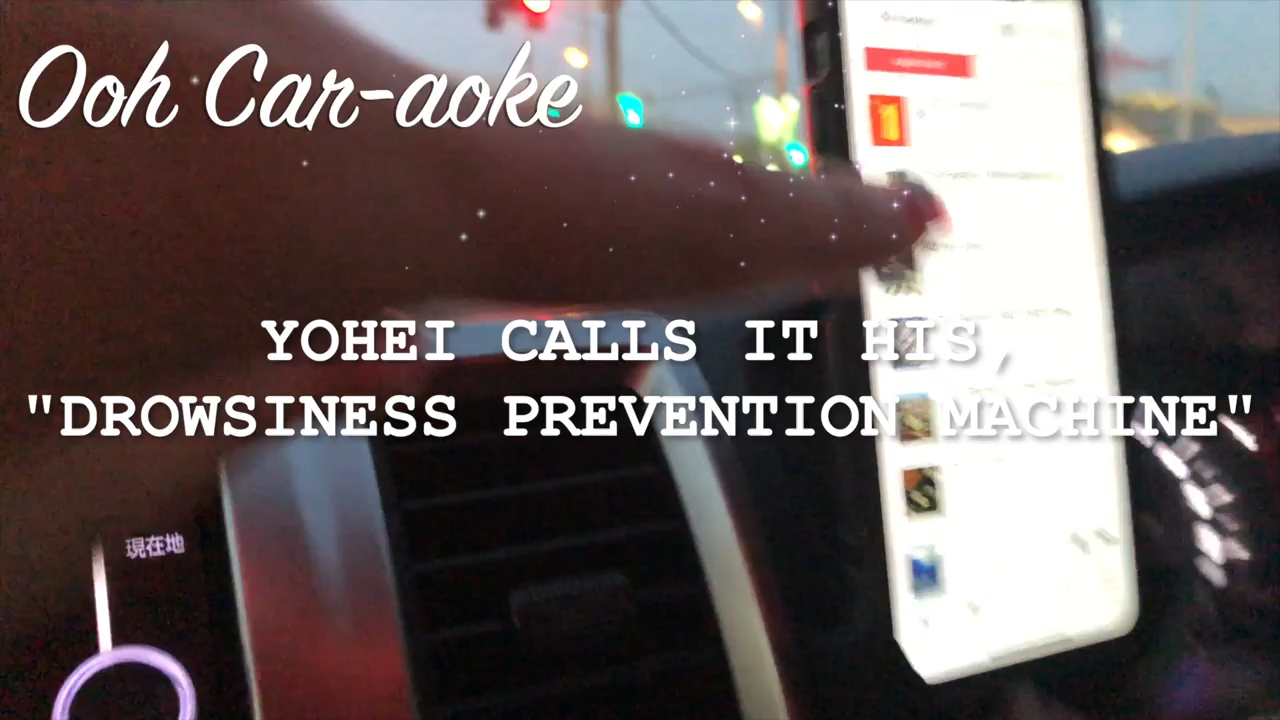 Ooh Car-aoke
YOHEI CALLS IT HIS,
"DROWSINESS PREVENTION MACHINE"
現在地